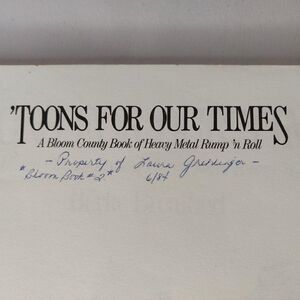 'TOONS FOR OUR TIMES
A Bloom County Book of Heavy Metal Rump 'n Roll
- Property of Laura -
*Bloom Book #2* 6/84